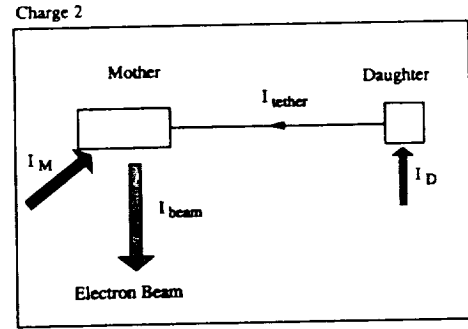 Charge 2
Mother
Daughter
I tether
I M
I beam
I D
Electron Beam